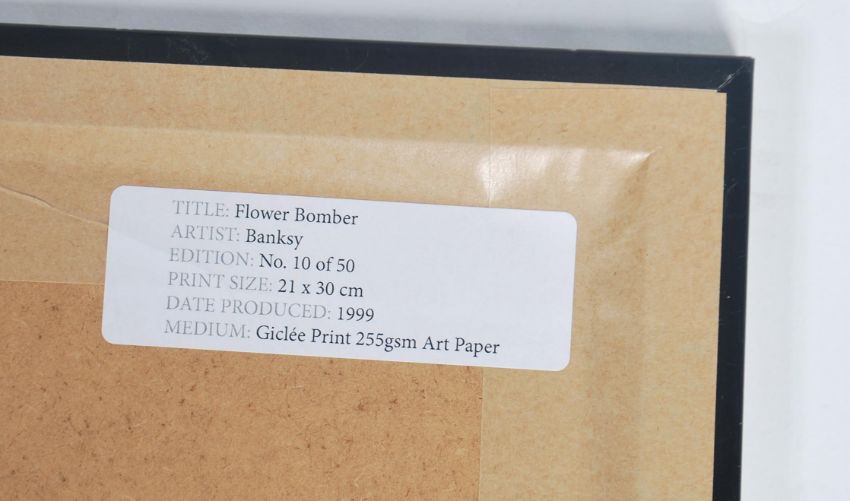 TITLE: Flower Bomber
ARTIST: Banksy
EDITION: No. 10 of 50
PRINT SIZE: 21 x 30 cm
DATE PRODUCED: 1999
MEDIUM: Giclée Print 255gsm Art Paper